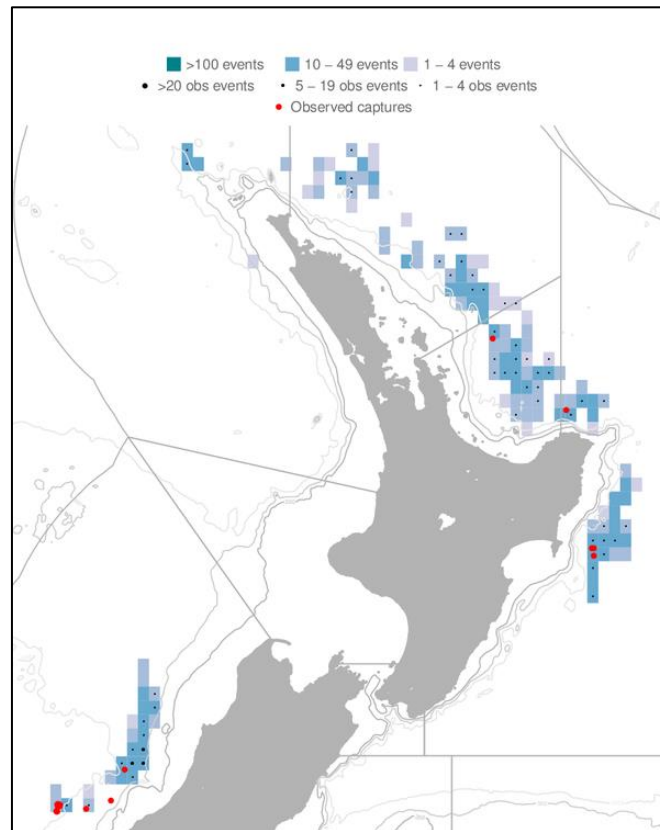 >100 events 10 – 49 events 1 – 4 events
>20 obs events 5 – 19 obs events 1 – 4 obs events
Observed captures